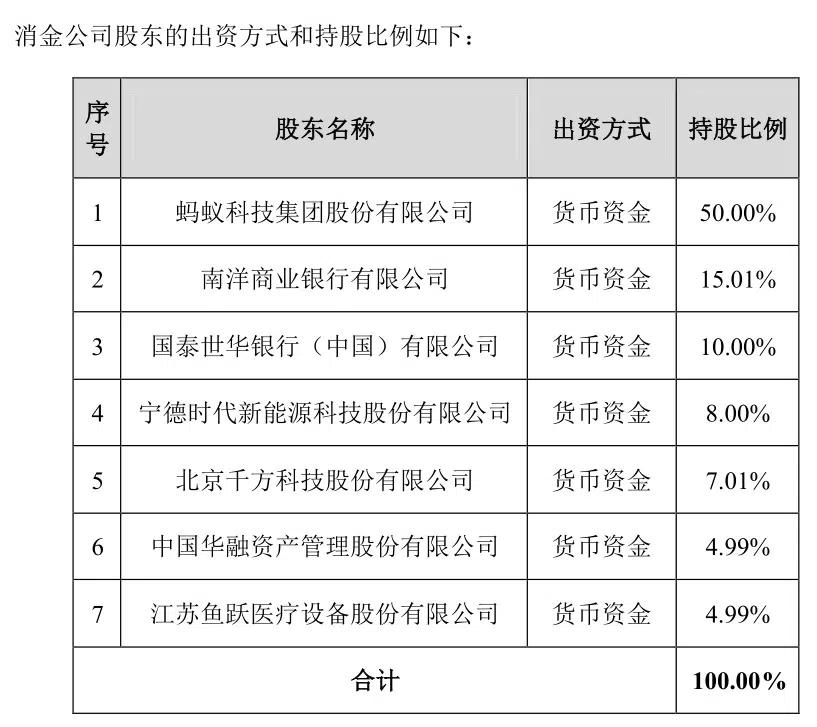 消金公司股东的出资方式和持股比例如下：
序号 股东名称 出资方式 持股比例
1 蚂蚁科技集团股份有限公司 货币资金 50.00%
2 南洋商业银行有限公司 货币资金 15.01%
3 国泰世华银行（中国）有限公司 货币资金 10.00%
4 宁德时代新能源科技股份有限公司 货币资金 8.00%
5 北京千方科技股份有限公司 货币资金 7.01%
6 中国华融资产管理股份有限公司 货币资金 4.99%
7 江苏鱼跃医疗设备股份有限公司 货币资金 4.99%
合计 100.00%